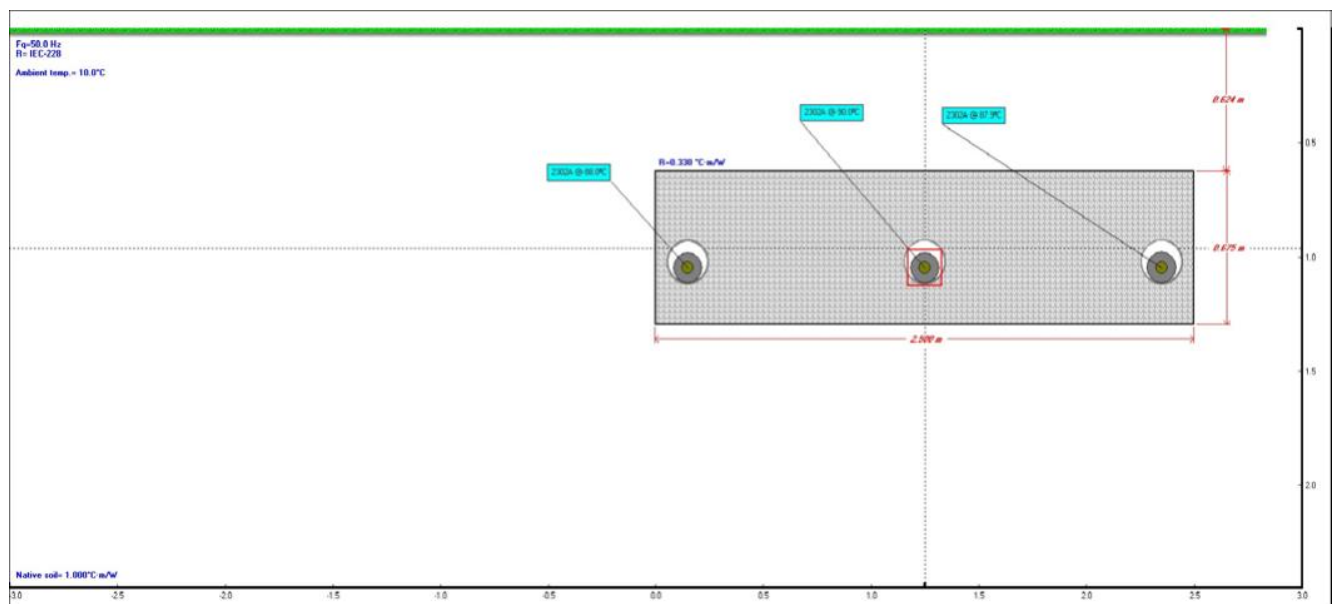 Fq=50.0 Hz
R= IEC-228
Ambient temp.= 10.0°C
0.624 m
2302A @ 90.0ºC
2302A @ 87.9ºC
0.5
R=0.330 °C·m/W
2302A @ 88.0ºC
0.675 m
1.0
2.500 m
1.5
2.0
Native soil= 1.000°C·m/W
-3.0 -2.5 -2.0 -1.5 -1.0 -0.5 0.0 0.5 1.0 1.5 2.0 2.5 3.0